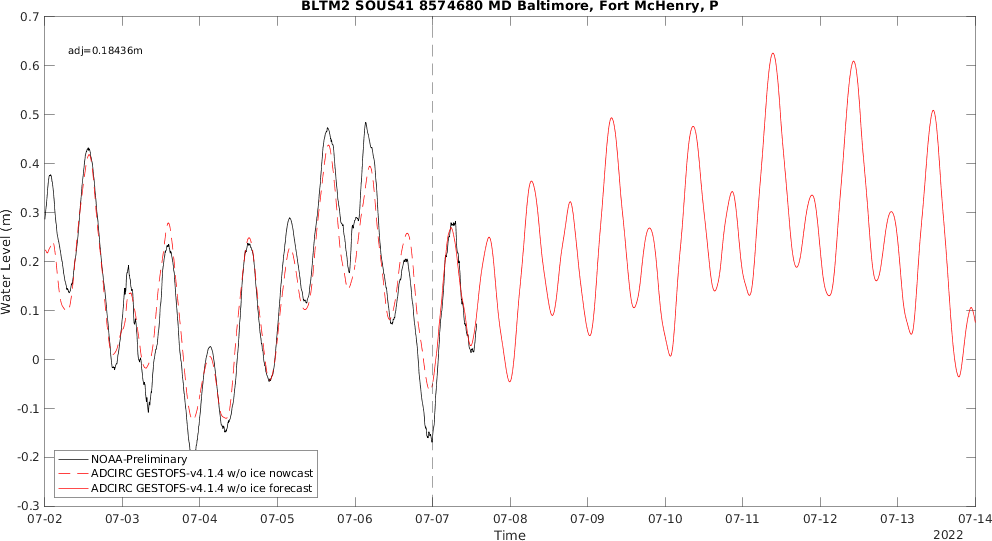 BLTM2 SOUS41 8574680 MD Baltimore, Fort McHenry, P
0.7
0.6
0.5
0.4
0.3
0.2
0.1
0
-0.1
-0.2
-0.3
Water Level (m)
adj=0.18436m
NOAA-Preliminary
ADCIRC GESTOFS-v4.1.4 w/o ice nowcast
ADCIRC GESTOFS-v4.1.4 w/o ice forecast
07-02 07-03 07-04 07-05 07-06 07-07 07-08 07-09 07-10 07-11 07-12 07-13 07-14
Time
2022